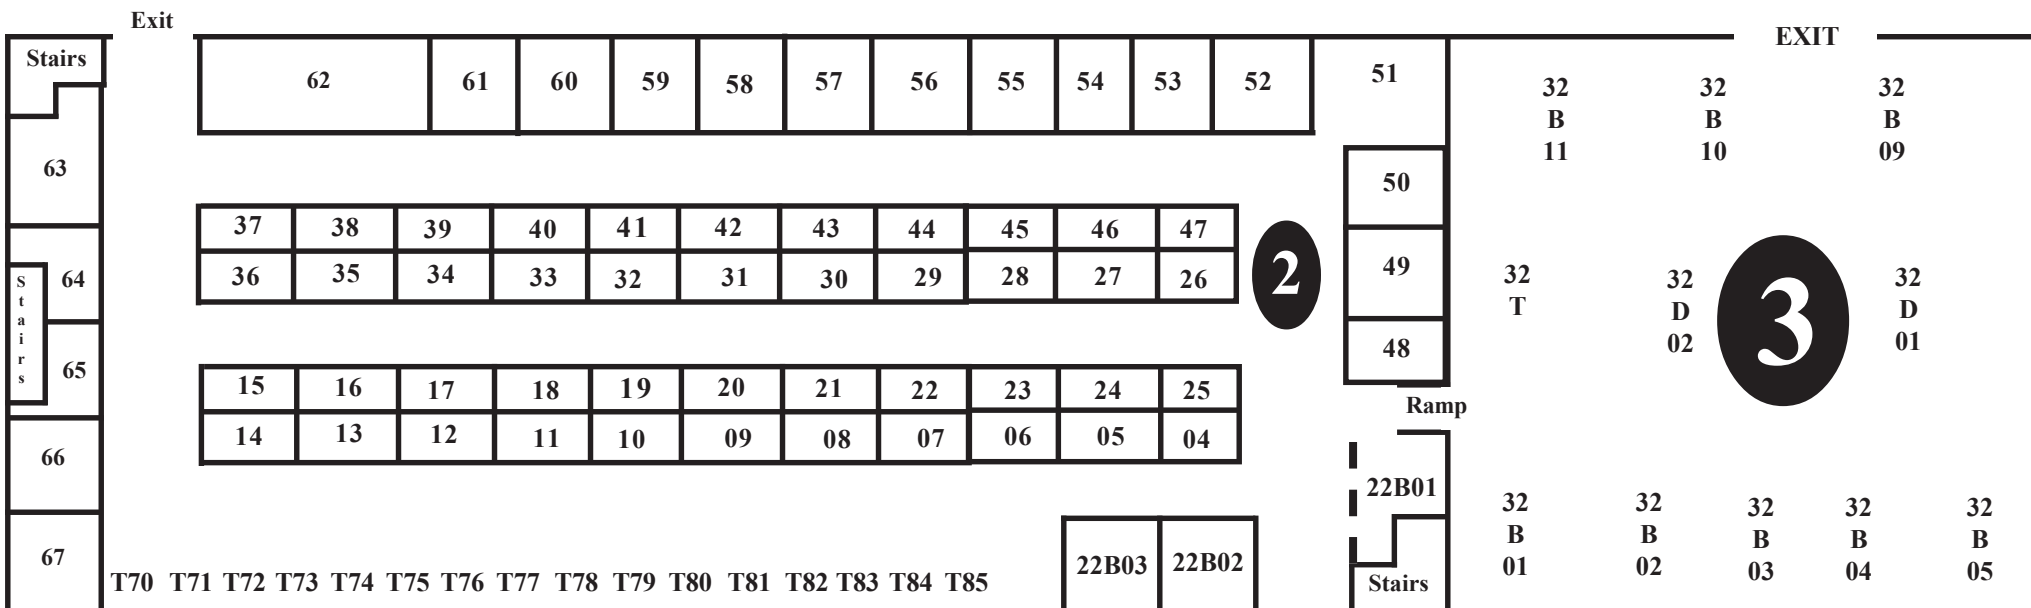 Exit
EXIT
Stairs
62 61 60 59 58 57 56 55 54 53 52 51
32 B 11
32 B 10
32 B 09
63
50
37 38 39 40 41 42 43 44 45 46 47
36 35 34 33 32 31 30 29 28 27 26
2
49
64
Stairs
65
32 T
32 D 02
3
32 D 01
48
15 16 17 18 19 20 21 22 23 24 25
14 13 12 11 10 09 08 07 06 05 04
Ramp
66
22B01
32 B 01
32 B 02
32 B 03
32 B 04
32 B 05
67
T70 T71 T72 T73 T74 T75 T76 T77 T78 T79 T80 T81 T82 T83 T84 T85
22B03 22B02
Stairs